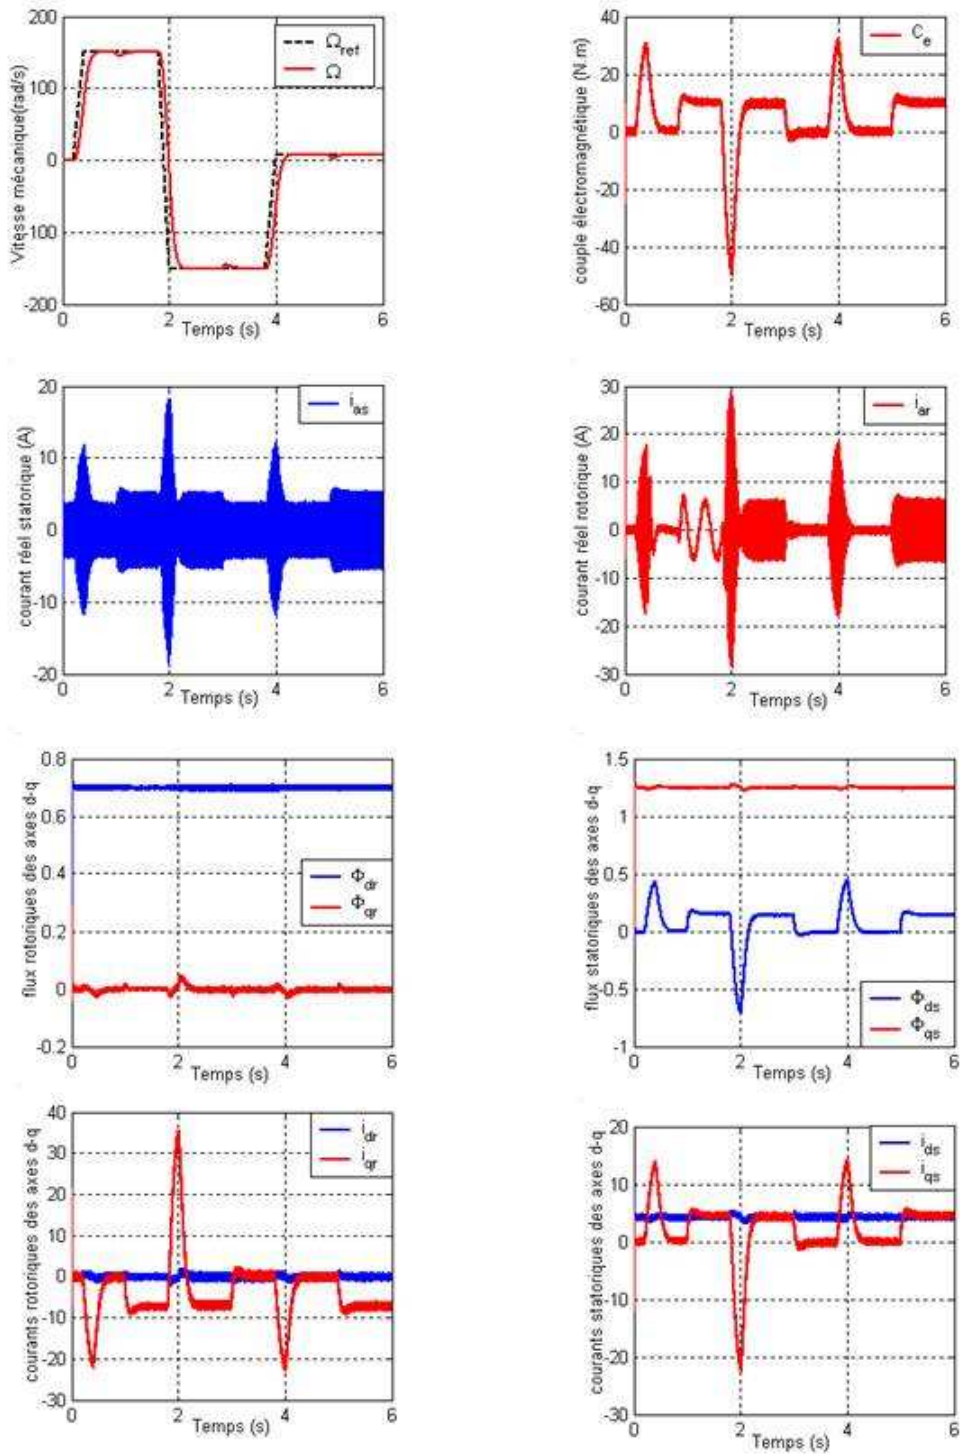 Vitesse mécanique(rad/s)
200
100
0
-100
-200
Ω_ref
Ω
0 2 4 6
Temps (s)
couple électromagnétique (N.m)
40
20
0
-20
-40
-60
C_e
0 2 4 6
Temps (s)
courant réel statorique (A)
20
10
0
-10
-20
i_as
0 2 4 6
Temps (s)
courant réel rotorique (A)
30
20
10
0
-10
-20
-30
i_ar
0 2 4 6
Temps (s)
flux rotoriques des axes d-q
0.8
0.6
0.4
0.2
0
-0.2
Φ_dr
Φ_qr
0 2 4 6
Temps (s)
flux statoriques des axes d-q
1.5
1
0.5
0
-0.5
-1
Φ_ds
Φ_qs
0 2 4 6
Temps (s)
courants rotoriques des axes d-q
40
30
20
10
0
-10
-20
-30
i_dr
i_qr
0 2 4 6
Temps (s)
courants statoriques des axes d-q
20
10
0
-10
-20
-30
i_ds
i_qs
0 2 4 6
Temps (s)